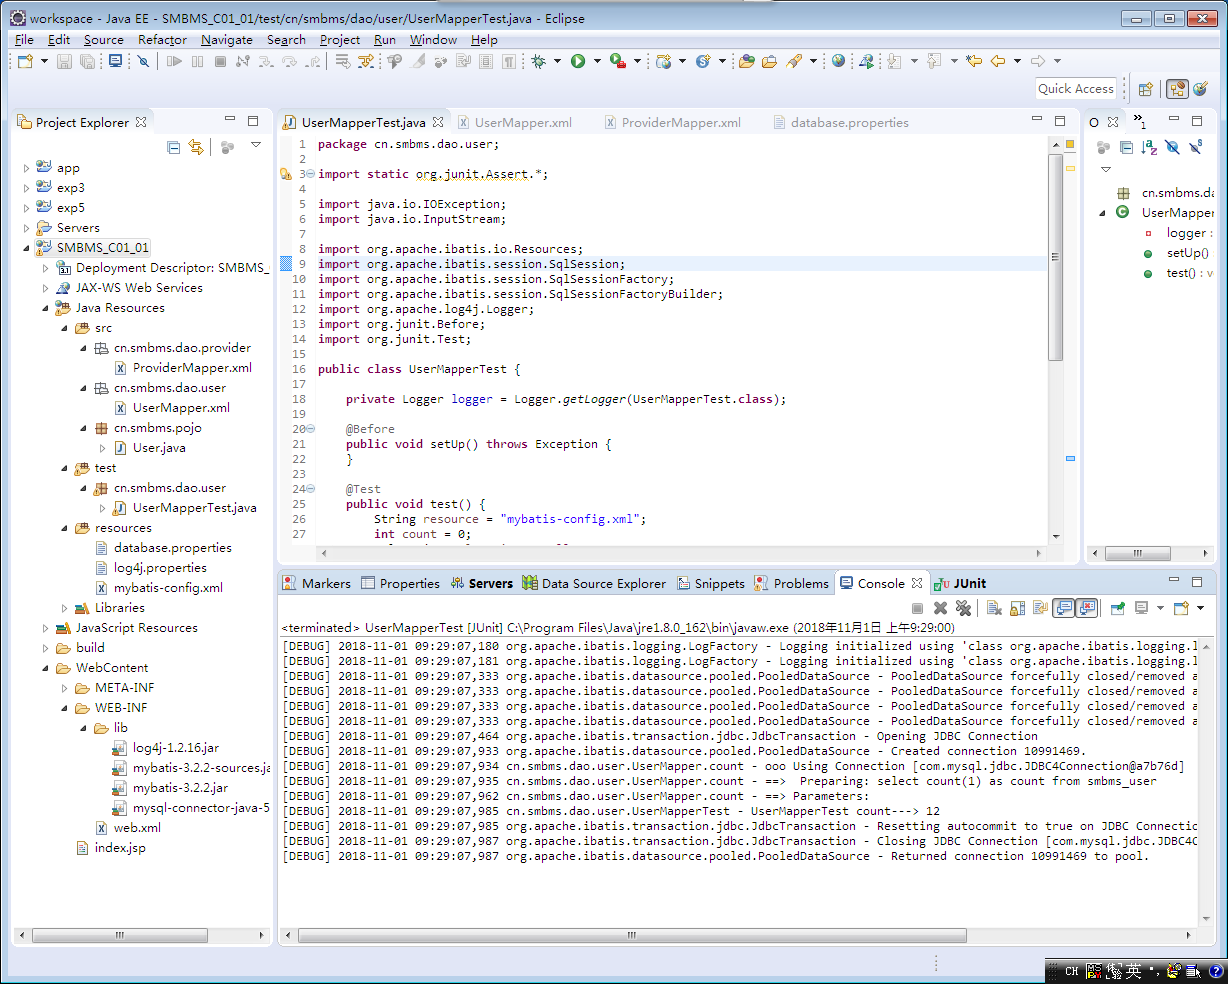 workspace - Java EE - SMBMS_C01_01/test/cn/smbms/dao/user/UserMapperTest.java - Eclipse
File Edit Source Refactor Navigate Search Project Run Window Help
Quick Access
Project Explorer
app
exp3
exp5
Servers
SMBMS_C01_01
Deployment Descriptor: SMBMS_
JAX-WS Web Services
Java Resources
src
cn.smbms.dao.provider
ProviderMapper.xml
cn.smbms.dao.user
UserMapper.xml
cn.smbms.pojo
User.java
test
cn.smbms.dao.user
UserMapperTest.java
resources
database.properties
log4j.properties
mybatis-config.xml
Libraries
JavaScript Resources
build
WebContent
META-INF
WEB-INF
lib
log4j-1.2.16.jar
mybatis-3.2.2-sources.ja
mybatis-3.2.2.jar
mysql-connector-java-5
web.xml
index.jsp
UserMapperTest.java UserMapper.xml ProviderMapper.xml database.properties
1 package cn.smbms.dao.user;
2
3 import static org.junit.Assert.*;
4
5 import java.io.IOException;
6 import java.io.InputStream;
7
8 import org.apache.ibatis.io.Resources;
9 import org.apache.ibatis.session.SqlSession;
10 import org.apache.ibatis.session.SqlSessionFactory;
11 import org.apache.ibatis.session.SqlSessionFactoryBuilder;
12 import org.apache.log4j.Logger;
13 import org.junit.Before;
14 import org.junit.Test;
15
16 public class UserMapperTest {
17
18 private Logger logger = Logger.getLogger(UserMapperTest.class);
19
20 @Before
21 public void setUp() throws Exception {
22 }
23
24 @Test
25 public void test() {
26 String resource = "mybatis-config.xml";
27 int count = 0;
O
»1
cn.smbms.da
UserMapper
logger :
setUp()
test() : v
Markers Properties Servers Data Source Explorer Snippets Problems Console JUnit
<terminated> UserMapperTest [JUnit] C:\Program Files\Java\jre1.8.0_162\bin\javaw.exe (2018年11月1日 上午9:29:00)
[DEBUG] 2018-11-01 09:29:07,180 org.apache.ibatis.logging.LogFactory - Logging initialized using 'class org.apache.ibatis.logging.l
[DEBUG] 2018-11-01 09:29:07,181 org.apache.ibatis.logging.LogFactory - Logging initialized using 'class org.apache.ibatis.logging.l
[DEBUG] 2018-11-01 09:29:07,333 org.apache.ibatis.datasource.pooled.PooledDataSource - PooledDataSource forcefully closed/removed a
[DEBUG] 2018-11-01 09:29:07,333 org.apache.ibatis.datasource.pooled.PooledDataSource - PooledDataSource forcefully closed/removed a
[DEBUG] 2018-11-01 09:29:07,333 org.apache.ibatis.datasource.pooled.PooledDataSource - PooledDataSource forcefully closed/removed a
[DEBUG] 2018-11-01 09:29:07,333 org.apache.ibatis.datasource.pooled.PooledDataSource - PooledDataSource forcefully closed/removed a
[DEBUG] 2018-11-01 09:29:07,464 org.apache.ibatis.transaction.jdbc.JdbcTransaction - Opening JDBC Connection
[DEBUG] 2018-11-01 09:29:07,933 org.apache.ibatis.datasource.pooled.PooledDataSource - Created connection 10991469.
[DEBUG] 2018-11-01 09:29:07,934 cn.smbms.dao.user.UserMapper.count - ooo Using Connection [com.mysql.jdbc.JDBC4Connection@a7b76d]
[DEBUG] 2018-11-01 09:29:07,935 cn.smbms.dao.user.UserMapper.count - ==>  Preparing: select count(1) as count from smbms_user
[DEBUG] 2018-11-01 09:29:07,962 cn.smbms.dao.user.UserMapper.count - ==> Parameters:
[DEBUG] 2018-11-01 09:29:07,985 cn.smbms.dao.user.UserMapperTest - UserMapperTest count---> 12
[DEBUG] 2018-11-01 09:29:07,985 org.apache.ibatis.transaction.jdbc.JdbcTransaction - Resetting autocommit to true on JDBC Connectio
[DEBUG] 2018-11-01 09:29:07,987 org.apache.ibatis.transaction.jdbc.JdbcTransaction - Closing JDBC Connection [com.mysql.jdbc.JDBC4C
[DEBUG] 2018-11-01 09:29:07,987 org.apache.ibatis.datasource.pooled.PooledDataSource - Returned connection 10991469 to pool.
CH 英